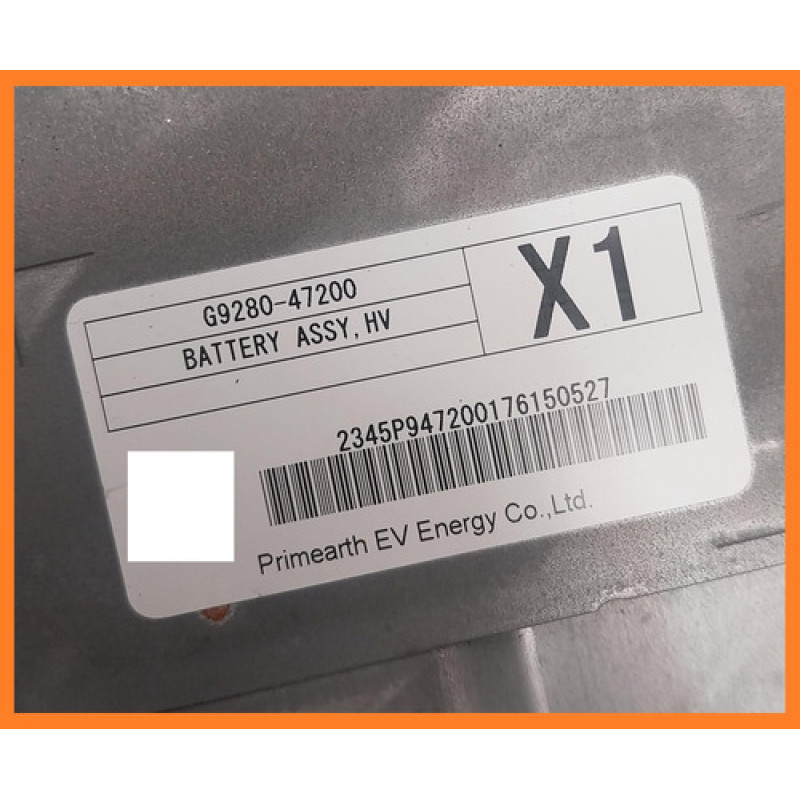 G9280-47200
BATTERY ASSY, HV
X1
2345P947200176150527
Primearth EV Energy Co.,Ltd.